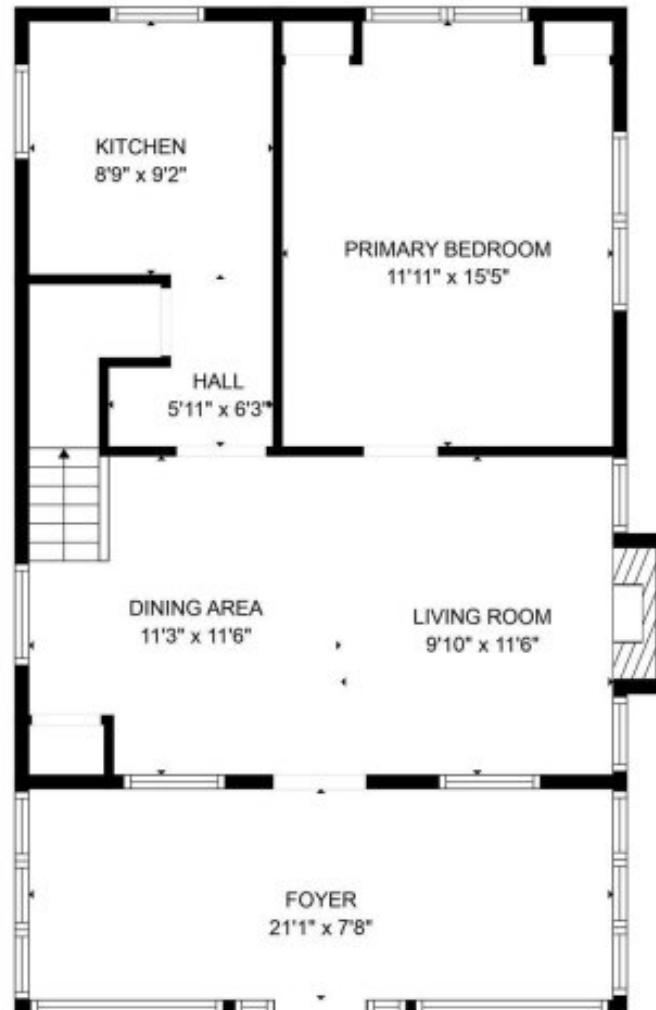 KITCHEN
8'9" x 9'2"
PRIMARY BEDROOM
11'11" x 15'5"
HALL
5'11" x 6'3"
DINING AREA
11'3" x 11'6"
LIVING ROOM
9'10" x 11'6"
FOYER
21'1" x 7'8"